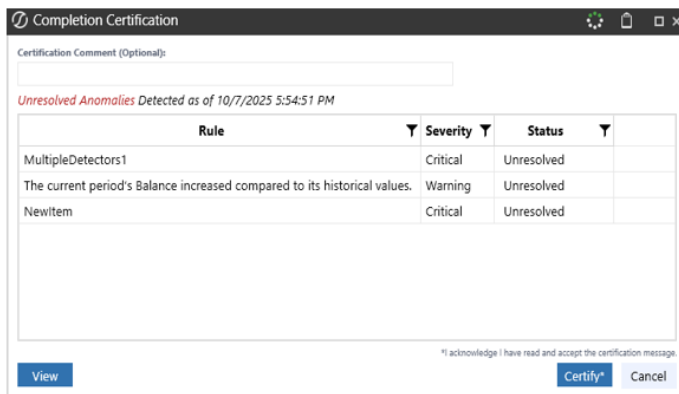 Completion Certification
Certification Comment (Optional):
Unresolved Anomalies Detected as of 10/7/2025 5:54:51 PM
Rule Severity Status
MultipleDetectors1 Critical Unresolved
The current period's Balance increased compared to its historical values. Warning Unresolved
NewItem Critical Unresolved
*I acknowledge I have read and accept the certification message.
View Certify* Cancel